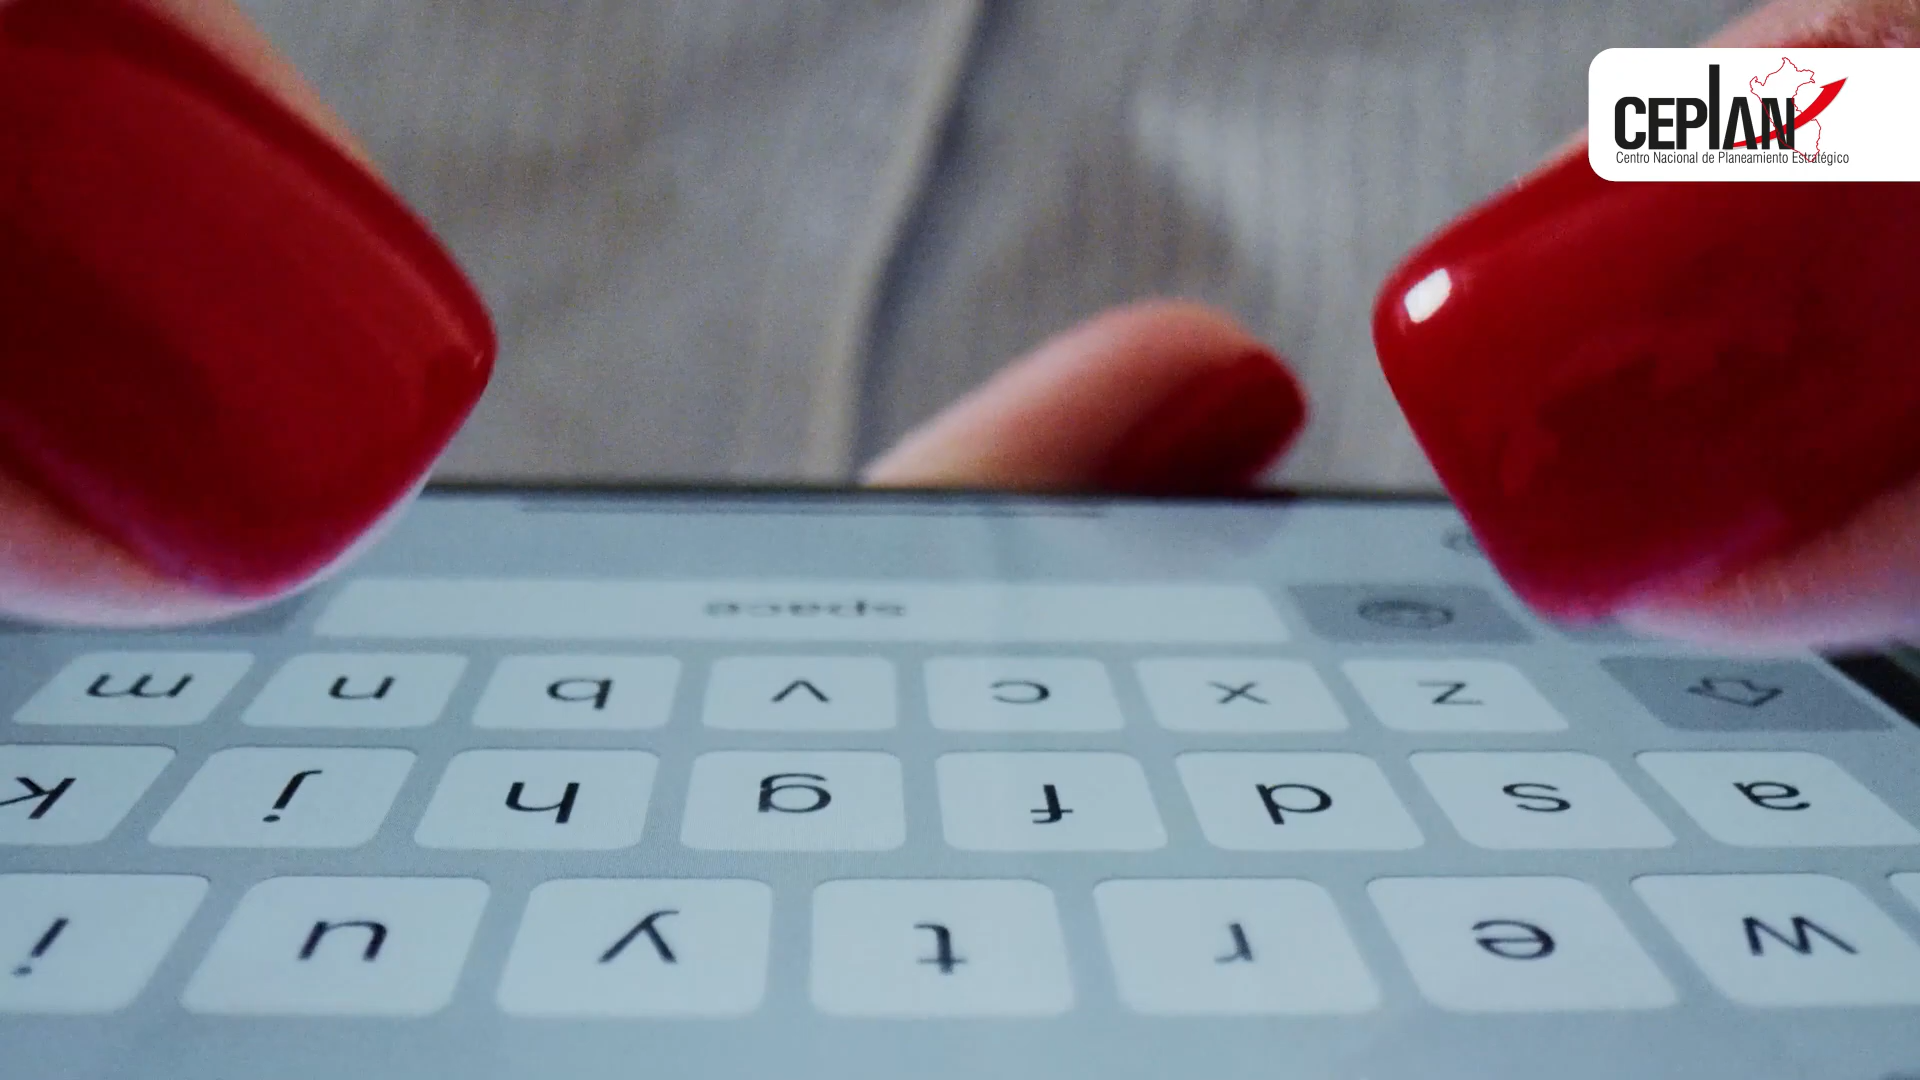 CEPLAN
Centro Nacional de Planeamiento Estratégico
space
m n b v c x z
k j h g f d s a
i u y t r e w